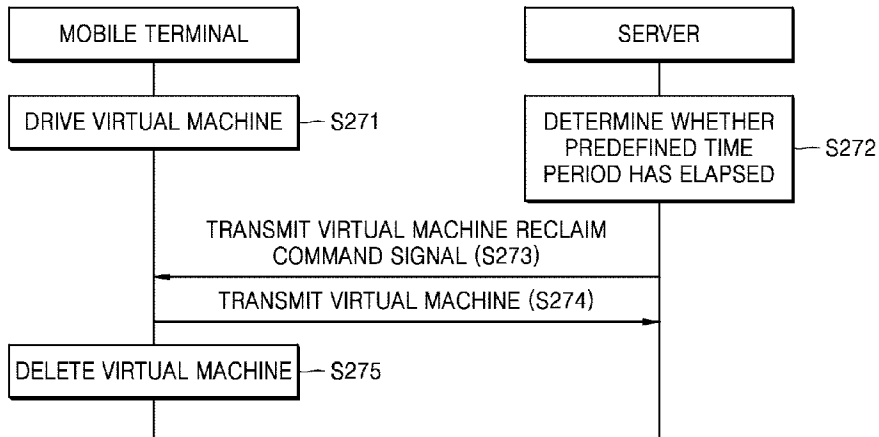 MOBILE TERMINAL
SERVER
DRIVE VIRTUAL MACHINE
S271
DETERMINE WHETHER
PREDEFINED TIME
PERIOD HAS ELAPSED
S272
TRANSMIT VIRTUAL MACHINE RECLAIM
COMMAND SIGNAL (S273)
TRANSMIT VIRTUAL MACHINE (S274)
DELETE VIRTUAL MACHINE
S275